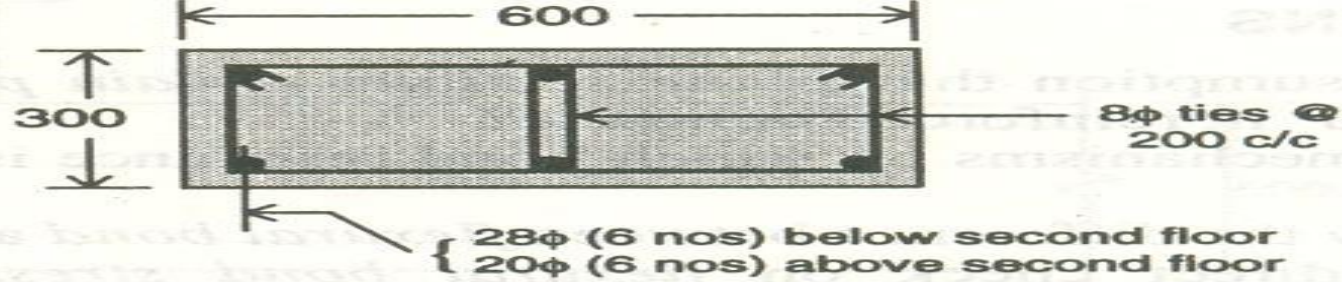 600
300
8ϕ ties @
200 c/c
{ 28ϕ (6 nos) below second floor
20ϕ (6 nos) above second floor